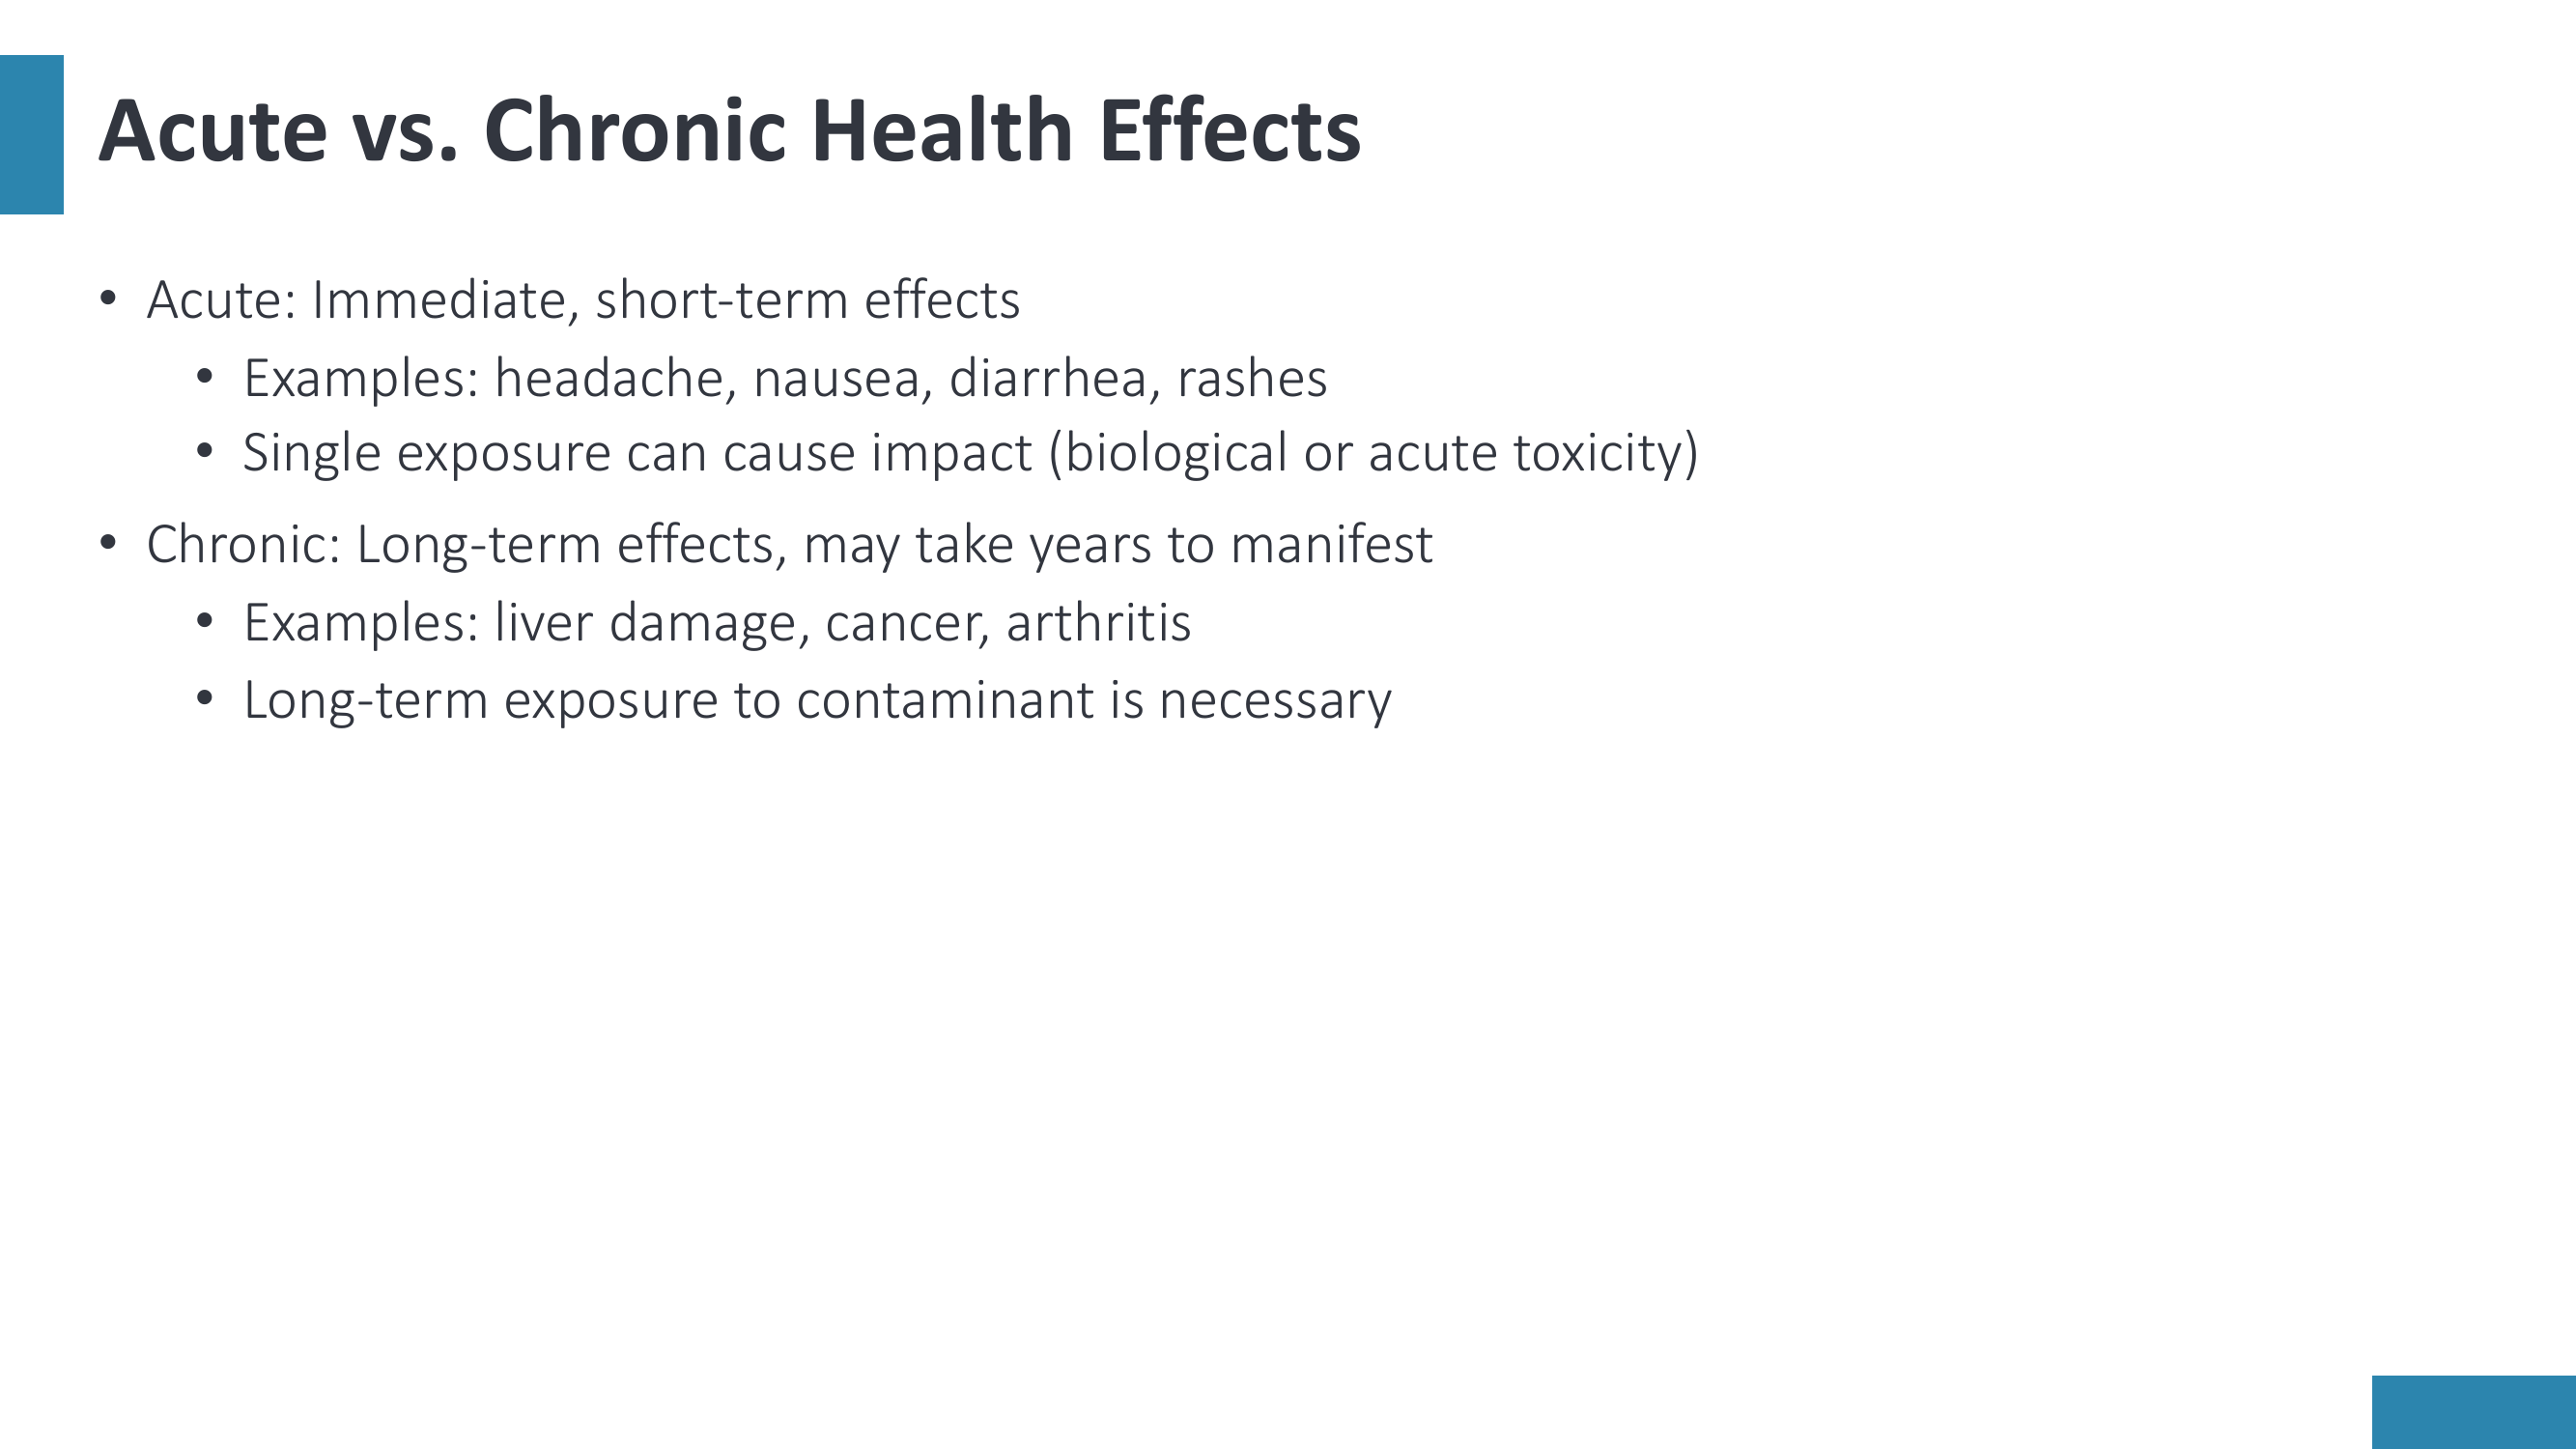 Acute vs. Chronic Health Effects
• Acute: Immediate, short-term effects
• Examples: headache, nausea, diarrhea, rashes
• Single exposure can cause impact (biological or acute toxicity)
• Chronic: Long-term effects, may take years to manifest
• Examples: liver damage, cancer, arthritis
• Long-term exposure to contaminant is necessary